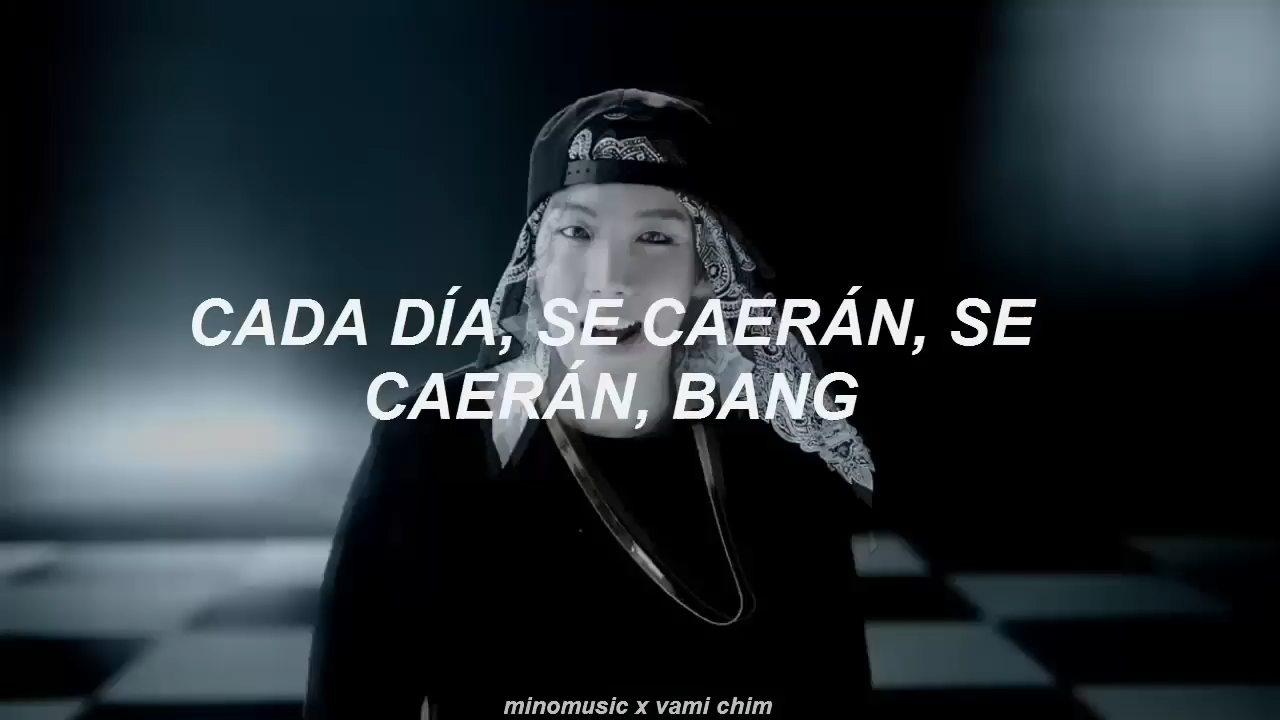 CADA DÍA, SE CAERÁN, SE
CAERÁN, BANG
minomusic x vami chim